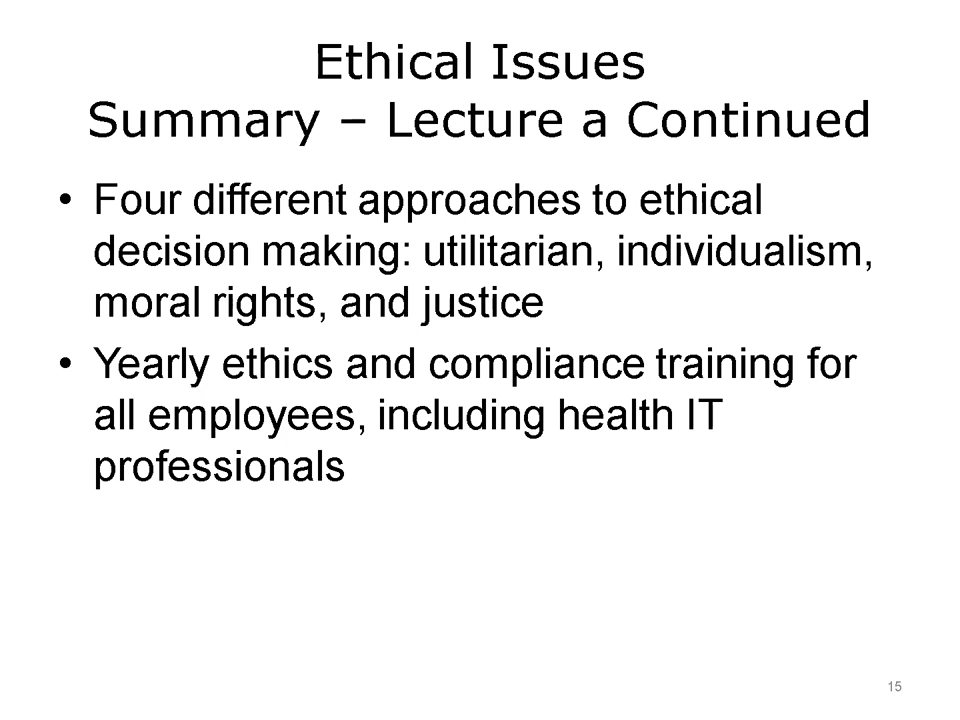 Ethical Issues
Summary – Lecture a Continued
• Four different approaches to ethical
decision making: utilitarian, individualism,
moral rights, and justice
• Yearly ethics and compliance training for
all employees, including health IT
professionals
15